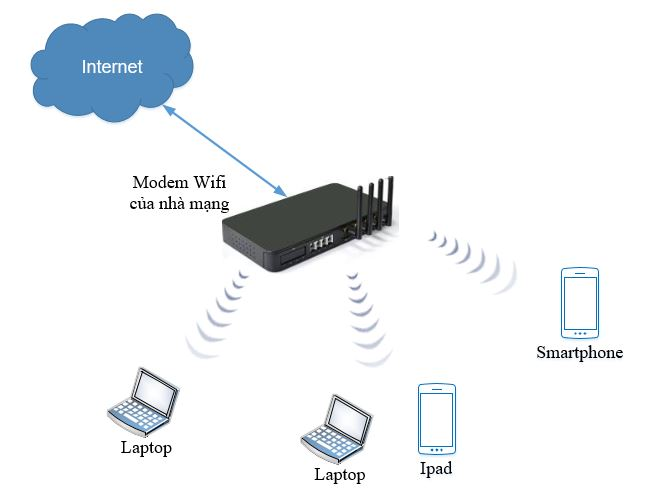 Internet
Modem Wifi
của nhà mạng
Smartphone
Laptop
Laptop
Ipad